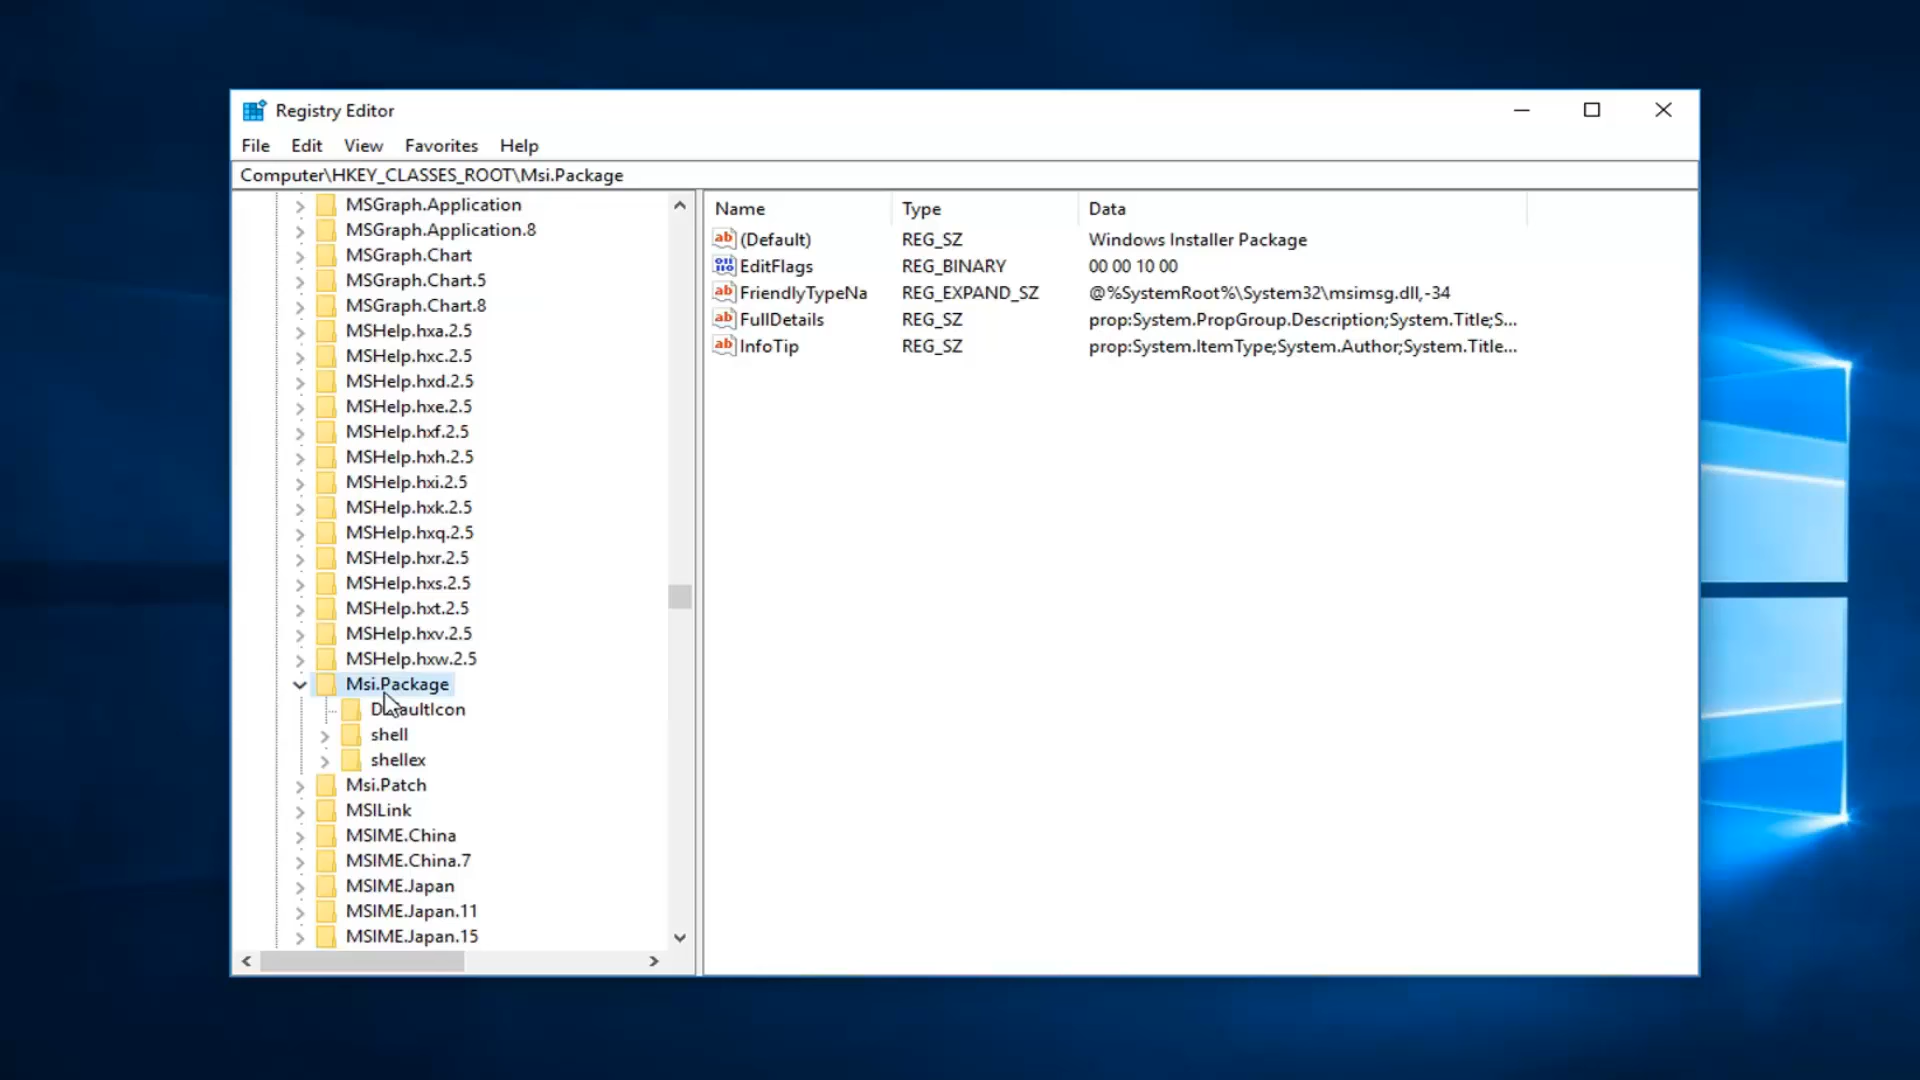 Registry Editor
File Edit View Favorites Help
Computer\HKEY_CLASSES_ROOT\Msi.Package
MSGraph.Application
MSGraph.Application.8
MSGraph.Chart
MSGraph.Chart.5
MSGraph.Chart.8
MSHelp.hxa.2.5
MSHelp.hxc.2.5
MSHelp.hxd.2.5
MSHelp.hxe.2.5
MSHelp.hxf.2.5
MSHelp.hxh.2.5
MSHelp.hxi.2.5
MSHelp.hxk.2.5
MSHelp.hxq.2.5
MSHelp.hxr.2.5
MSHelp.hxs.2.5
MSHelp.hxt.2.5
MSHelp.hxv.2.5
MSHelp.hxw.2.5
Msi.Package
DefaultIcon
shell
shellex
Msi.Patch
MSILink
MSIME.China
MSIME.China.7
MSIME.Japan
MSIME.Japan.11
MSIME.Japan.15
Name Type Data
(Default) REG_SZ Windows Installer Package
EditFlags REG_BINARY 00 00 10 00
FriendlyTypeNa REG_EXPAND_SZ @%SystemRoot%\System32\msimsg.dll,-34
FullDetails REG_SZ prop:System.PropGroup.Description;System.Title;S...
InfoTip REG_SZ prop:System.ItemType;System.Author;System.Title...